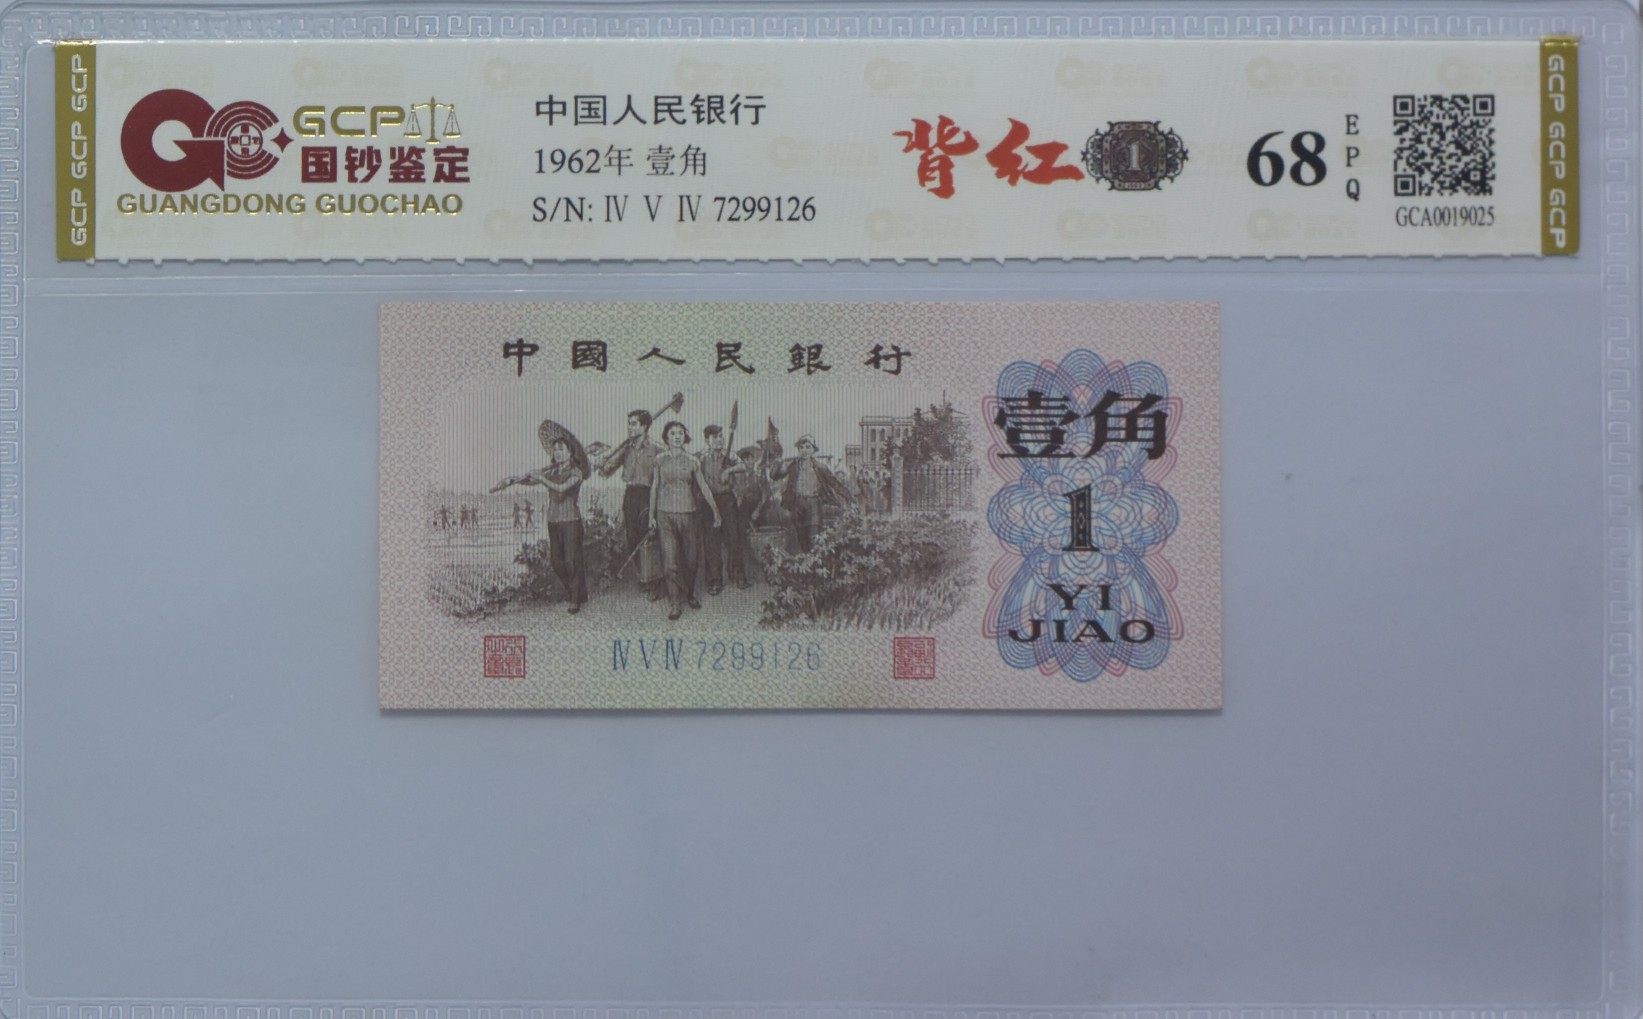 GCP GCP GCP
GCP
国钞鉴定
GUANGDONG GUOCHAO
中国人民银行
1962年 壹角
S/N: Ⅳ Ⅴ Ⅳ 7299126
背红
1
68
EPQ
GCA0019025
GCP GCP GCP
中國人民銀行
壹角
1
YI
JIAO
ⅣⅤⅣ 7299126